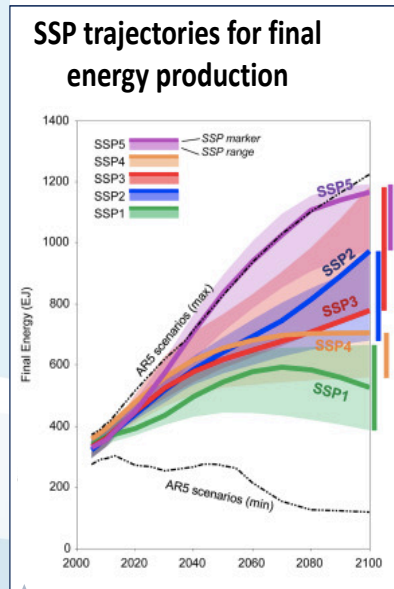 SSP trajectories for final
energy production
1400
1200
1000
800
600
400
200
0
Final Energy (EJ)
SSP5
SSP4
SSP3
SSP2
SSP1
SSP marker
SSP range
AR5 scenarios (max)
SSP5
SSP2
SSP3
SSP4
SSP1
AR5 scenarios (min)
2000
2020
2040
2060
2080
2100